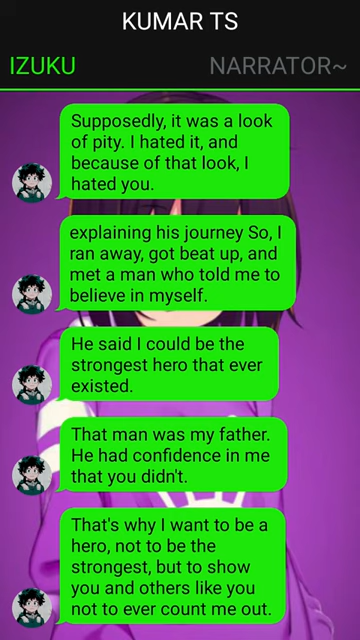 KUMAR TS
IZUKU
NARRATOR~
Supposedly, it was a look
of pity. I hated it, and
because of that look, I
hated you.
explaining his journey So, I
ran away, got beat up, and
met a man who told me to
believe in myself.
He said I could be the
strongest hero that ever
existed.
That man was my father.
He had confidence in me
that you didn't.
That's why I want to be a
hero, not to be the
strongest, but to show
you and others like you
not to ever count me out.